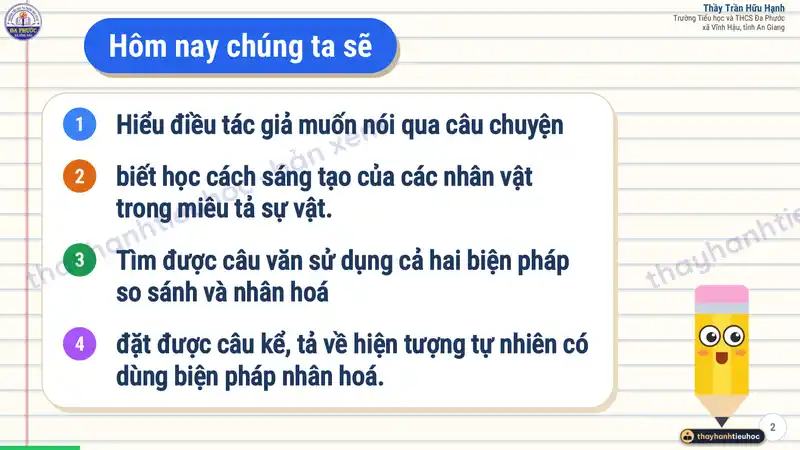 Thầy Trần Hữu Hạnh
Trường Tiểu học và THCS Đa Phước
xã Vĩnh Hậu, tỉnh An Giang
ĐA PHƯỚC
Hôm nay chúng ta sẽ
1 Hiểu điều tác giả muốn nói qua câu chuyện
2 biết học cách sáng tạo của các nhân vật
trong miêu tả sự vật.
3 Tìm được câu văn sử dụng cả hai biện pháp
so sánh và nhân hoá
4 đặt được câu kể, tả về hiện tượng tự nhiên có
dùng biện pháp nhân hoá.
thayhanhtieuhoc
2